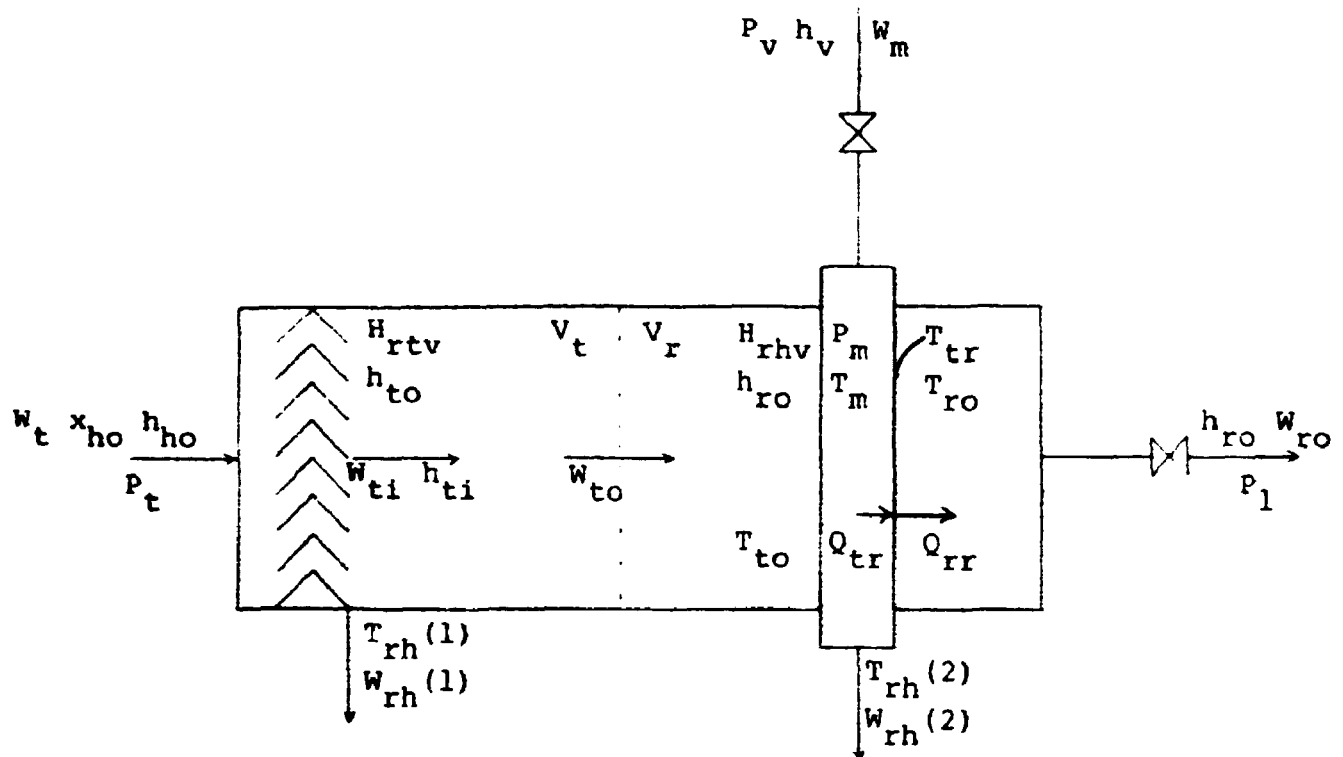 P_v h_v W_m
H_rtv V_t V_r H_rhv P_m T_tr
h_to h_ro T_m T_ro
W_t x_ho h_ho h_ro W_ro
P_t W_ti h_ti W_to P_l
T_to Q_tr Q_rr
T_rh(1) T_rh(2)
W_rh(1) W_rh(2)